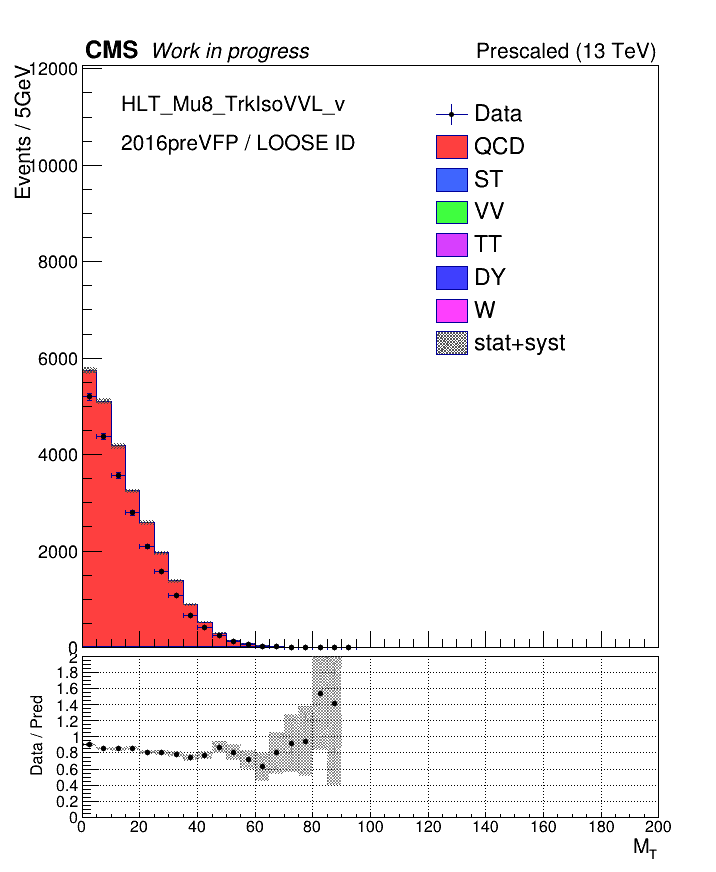 CMS Work in progress Prescaled (13 TeV)
Events / 5GeV
12000
10000
8000
6000
4000
2000
0
HLT_Mu8_TrkIsoVVL_v
2016preVFP / LOOSE ID
Data
QCD
ST
VV
TT
DY
W
stat+syst
Data / Pred
2
1.8
1.6
1.4
1.2
1
0.8
0.6
0.4
0.2
0
0 20 40 60 80 100 120 140 160 180 200
M_T